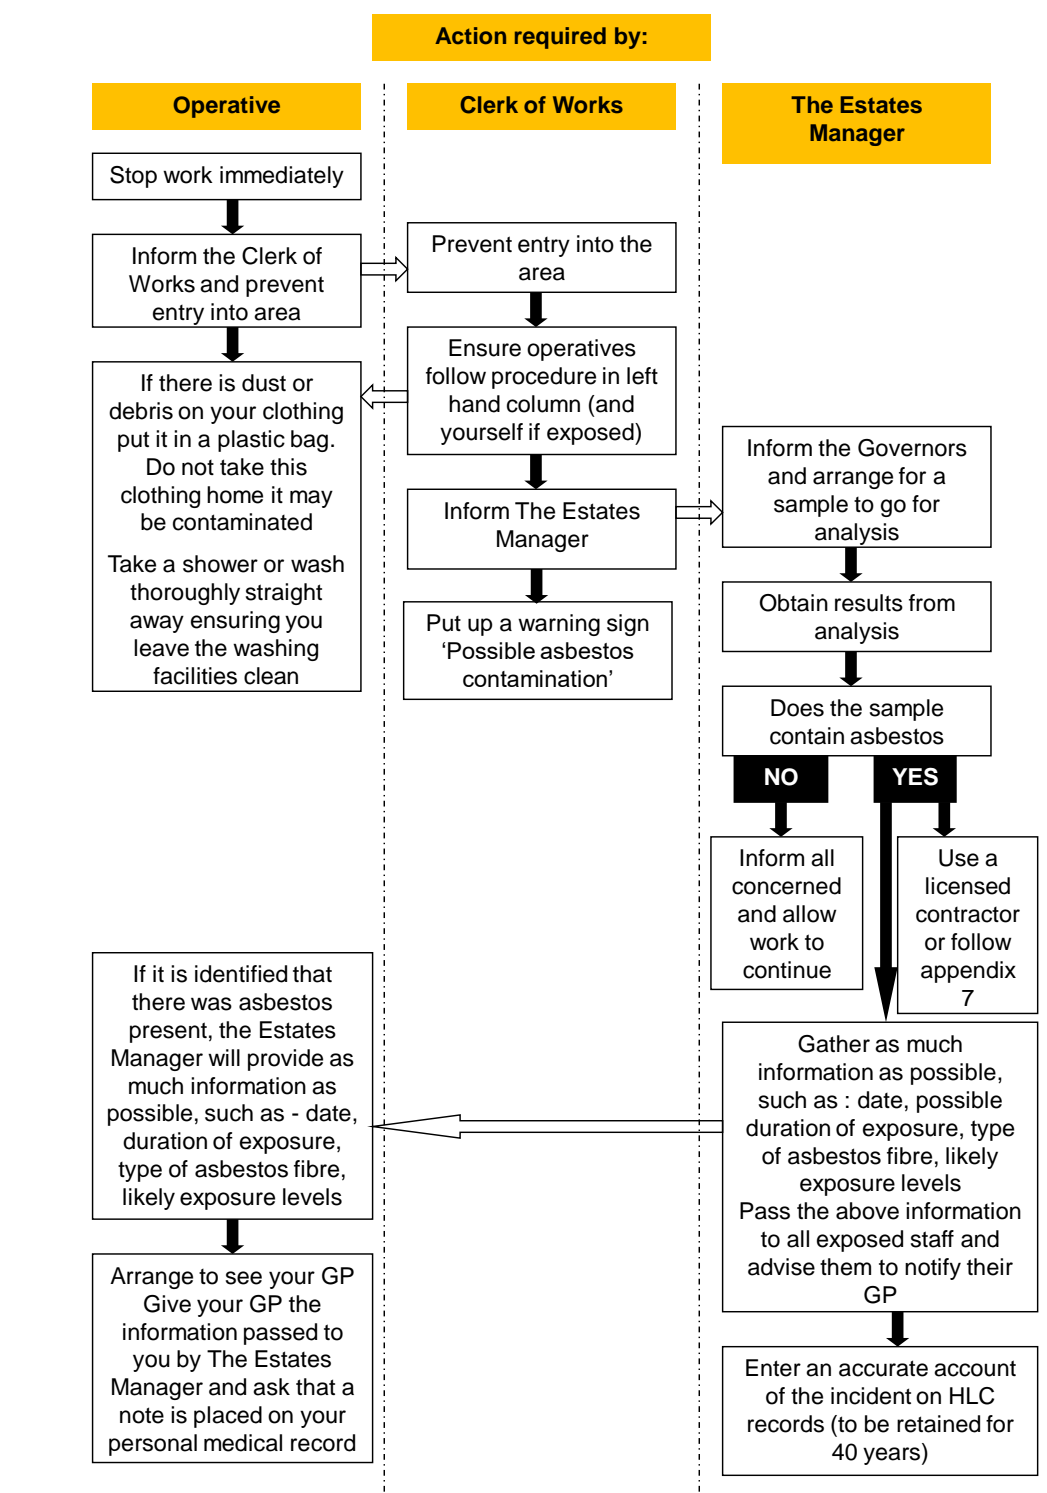 Action required by:
Operative
Stop work immediately
Inform the Clerk of
Works and prevent
entry into area
If there is dust or
debris on your clothing
put it in a plastic bag.
Do not take this
clothing home it may
be contaminated
Take a shower or wash
thoroughly straight
away ensuring you
leave the washing
facilities clean
If it is identified that
there was asbestos
present, the Estates
Manager will provide as
much information as
possible, such as - date,
duration of exposure,
type of asbestos fibre,
likely exposure levels
Arrange to see your GP
Give your GP the
information passed to
you by The Estates
Manager and ask that a
note is placed on your
personal medical record
Clerk of Works
Prevent entry into the
area
Ensure operatives
follow procedure in left
hand column (and
yourself if exposed)
Inform The Estates
Manager
Put up a warning sign
‘Possible asbestos
contamination’
The Estates
Manager
Inform the Governors
and arrange for a
sample to go for
analysis
Obtain results from
analysis
Does the sample
contain asbestos
NO
YES
Inform all
concerned
and allow
work to
continue
Use a
licensed
contractor
or follow
appendix
7
Gather as much
information as possible,
such as : date, possible
duration of exposure, type
of asbestos fibre, likely
exposure levels
Pass the above information
to all exposed staff and
advise them to notify their
GP
Enter an accurate account
of the incident on HLC
records (to be retained for
40 years)